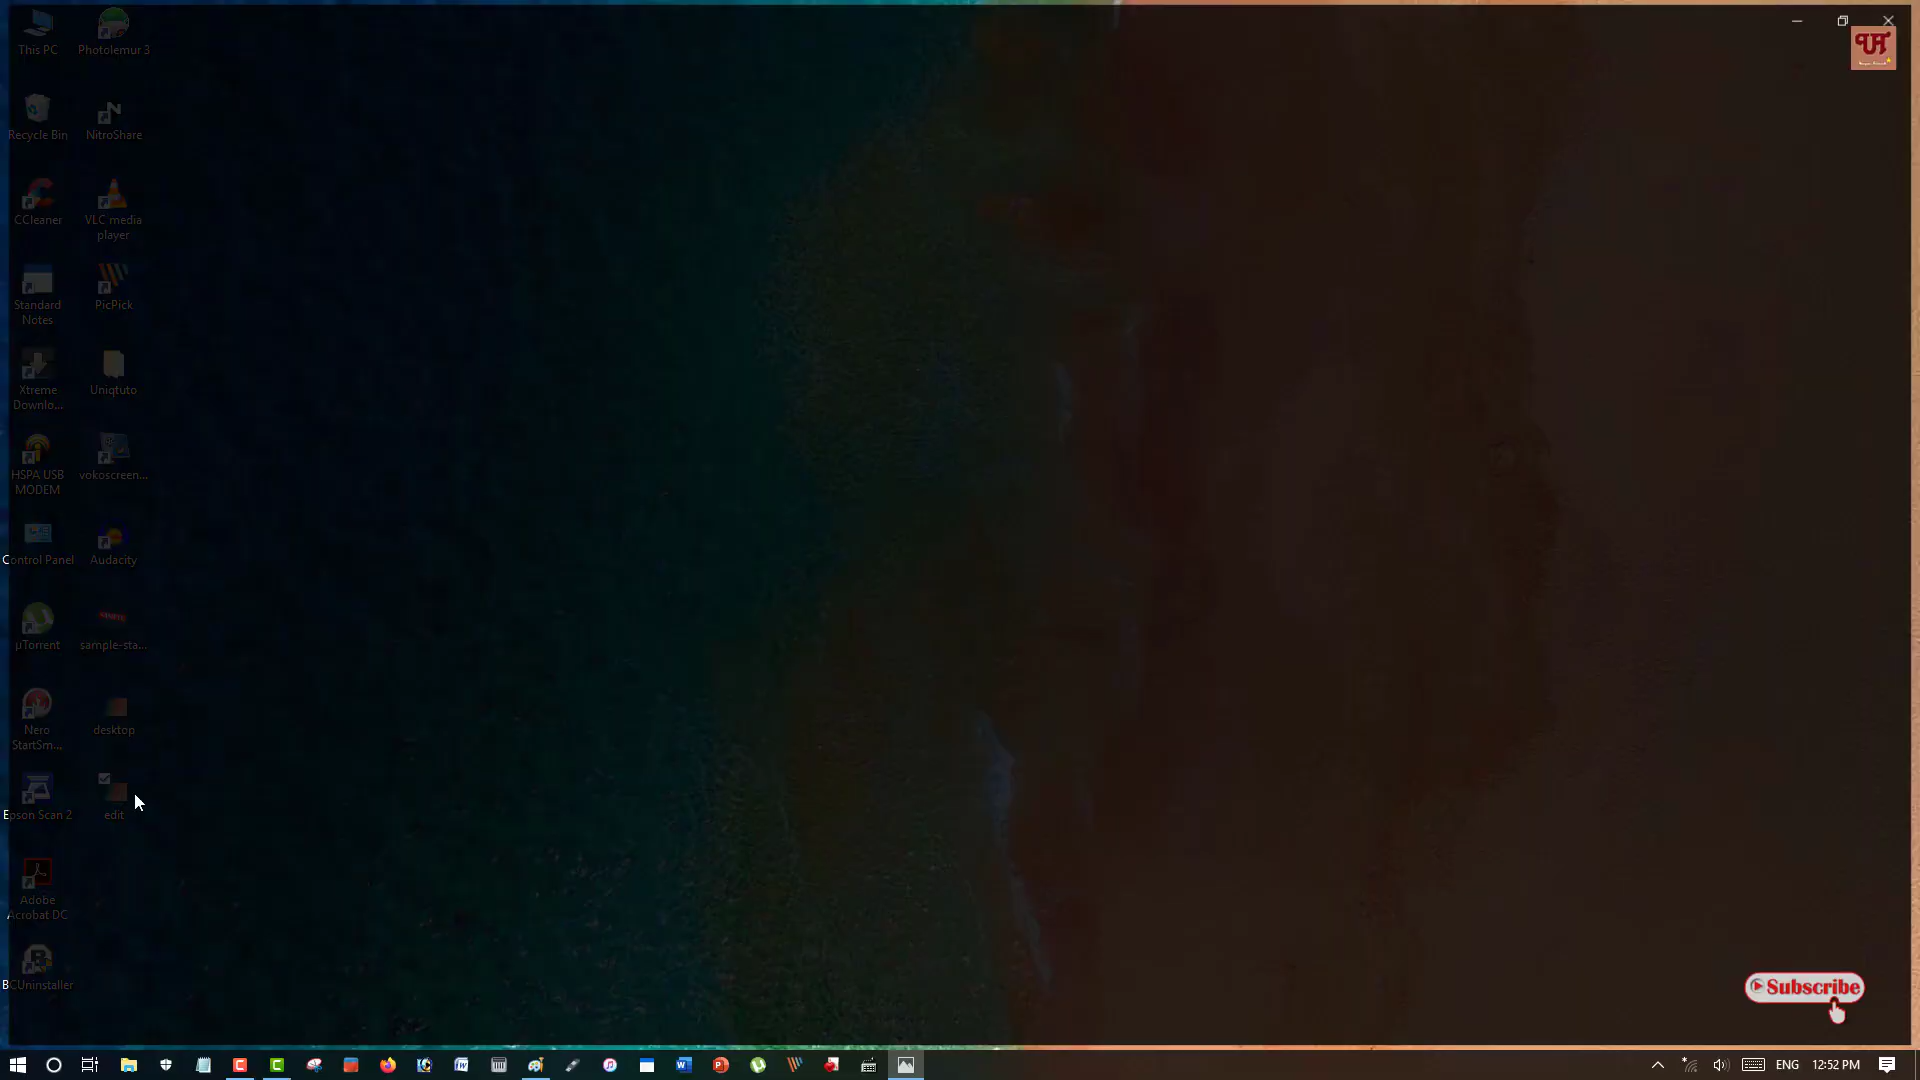 This PC
Photolemur 3
Recycle Bin
NitroShare
CCleaner
VLC media
player
Standard
Notes
PicPick
Xtreme
Downlo...
Uniqtuto
HSPA USB
MODEM
vokoscreen...
Control Panel
Audacity
µTorrent
sample-sta...
Nero
StartSm...
desktop
Epson Scan 2
edit
Adobe
Acrobat DC
BCUninstaller
Subscribe
ENG
12:52 PM